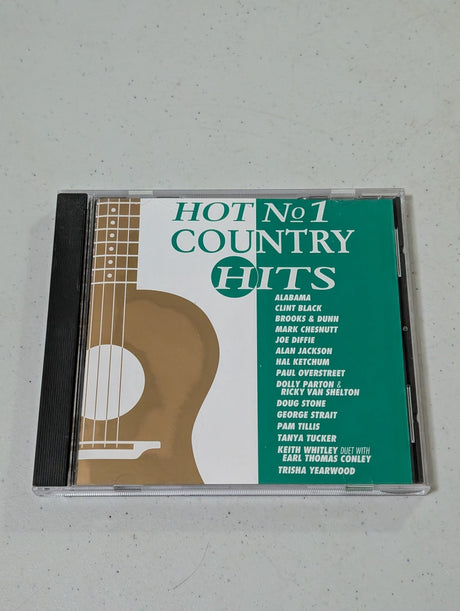 HOT No 1
COUNTRY
HITS
ALABAMA
CLINT BLACK
BROOKS & DUNN
MARK CHESNUTT
JOE DIFFIE
ALAN JACKSON
HAL KETCHUM
PAUL OVERSTREET
DOLLY PARTON &
RICKY VAN SHELTON
DOUG STONE
GEORGE STRAIT
PAM TILLIS
TANYA TUCKER
KEITH WHITLEY DUET WITH
EARL THOMAS CONLEY
TRISHA YEARWOOD